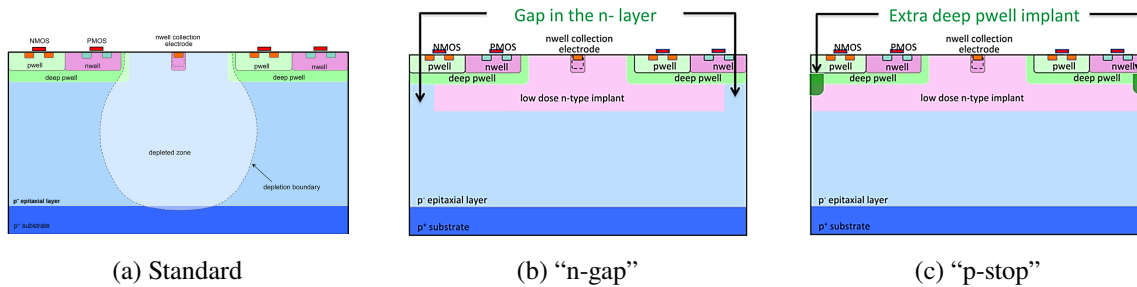 NMOS
PMOS
nwell collection
electrode
pwell
nwell
pwell
nwell
deep pwell
deep pwell
depleted zone
depletion boundary
p⁻ epitaxial layer
p⁺ substrate
(a) Standard
Gap in the n- layer
nwell collection
electrode
NMOS
PMOS
pwell
nwell
pwell
nwell
deep pwell
deep pwell
low dose n-type implant
p⁻ epitaxial layer
p⁺ substrate
(b) “n-gap”
Extra deep pwell implant
nwell collection
electrode
NMOS
PMOS
pwell
nwell
pwell
nwell
deep pwell
deep pwell
low dose n-type implant
p⁻ epitaxial layer
p⁺ substrate
(c) “p-stop”